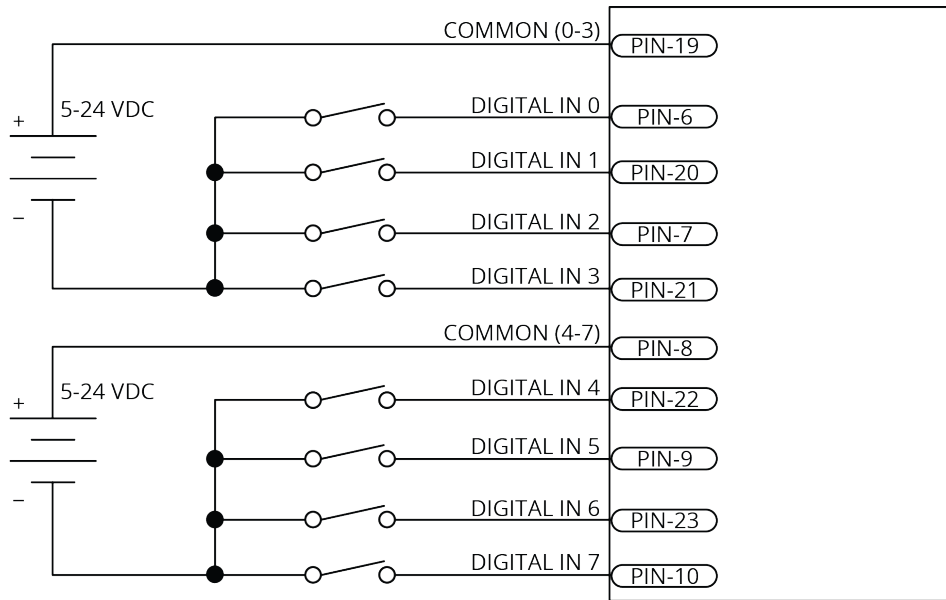 COMMON (0-3)
PIN-19
5-24 VDC
+
−
DIGITAL IN 0
PIN-6
DIGITAL IN 1
PIN-20
DIGITAL IN 2
PIN-7
DIGITAL IN 3
PIN-21
COMMON (4-7)
PIN-8
5-24 VDC
+
−
DIGITAL IN 4
PIN-22
DIGITAL IN 5
PIN-9
DIGITAL IN 6
PIN-23
DIGITAL IN 7
PIN-10